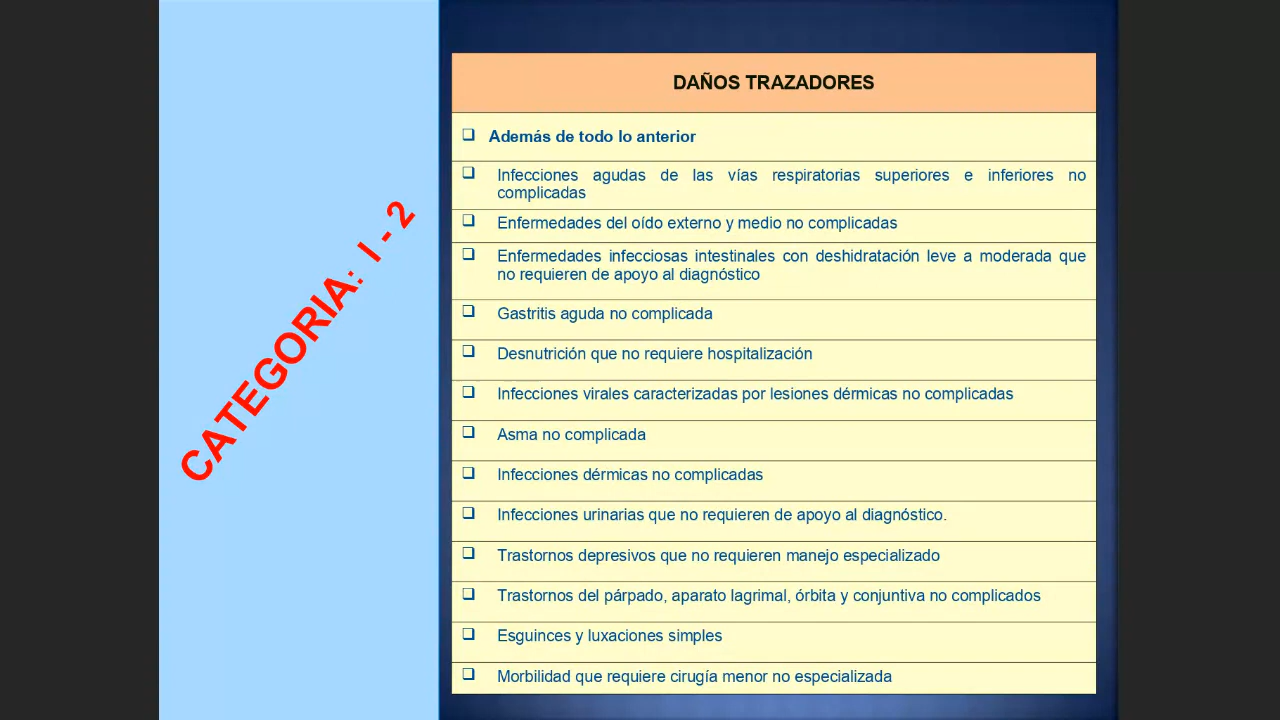 CATEGORIA: I - 2
DAÑOS TRAZADORES
Además de todo lo anterior
Infecciones agudas de las vías respiratorias superiores e inferiores no
complicadas
Enfermedades del oído externo y medio no complicadas
Enfermedades infecciosas intestinales con deshidratación leve a moderada que
no requieren de apoyo al diagnóstico
Gastritis aguda no complicada
Desnutrición que no requiere hospitalización
Infecciones virales caracterizadas por lesiones dérmicas no complicadas
Asma no complicada
Infecciones dérmicas no complicadas
Infecciones urinarias que no requieren de apoyo al diagnóstico.
Trastornos depresivos que no requieren manejo especializado
Trastornos del párpado, aparato lagrimal, órbita y conjuntiva no complicados
Esguinces y luxaciones simples
Morbilidad que requiere cirugía menor no especializada